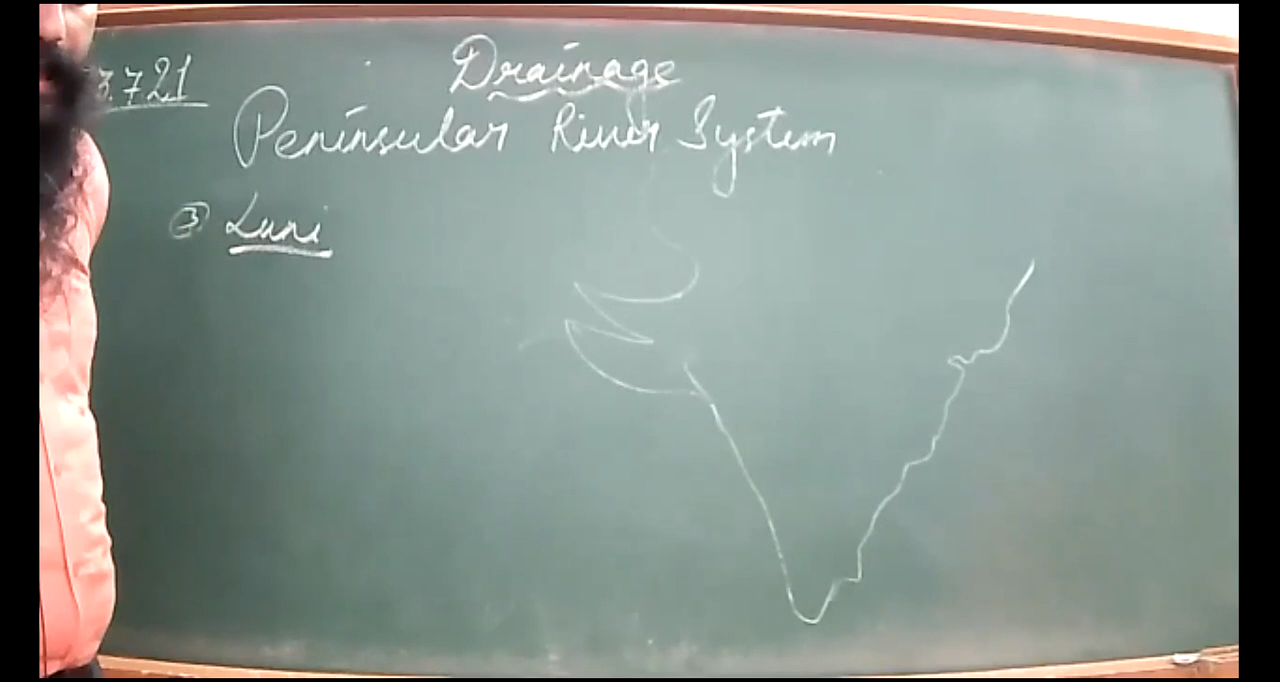 3.7.21
Drainage
Peninsular River System
③ Luni